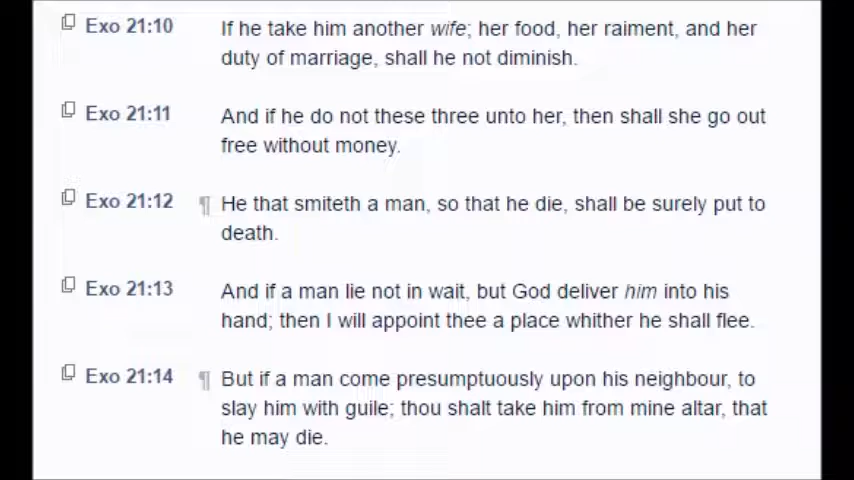 Exo 21:10 If he take him another wife; her food, her raiment, and her
duty of marriage, shall he not diminish.
Exo 21:11 And if he do not these three unto her, then shall she go out
free without money.
Exo 21:12 ¶ He that smiteth a man, so that he die, shall be surely put to
death.
Exo 21:13 And if a man lie not in wait, but God deliver him into his
hand; then I will appoint thee a place whither he shall flee.
Exo 21:14 ¶ But if a man come presumptuously upon his neighbour, to
slay him with guile; thou shalt take him from mine altar, that
he may die.